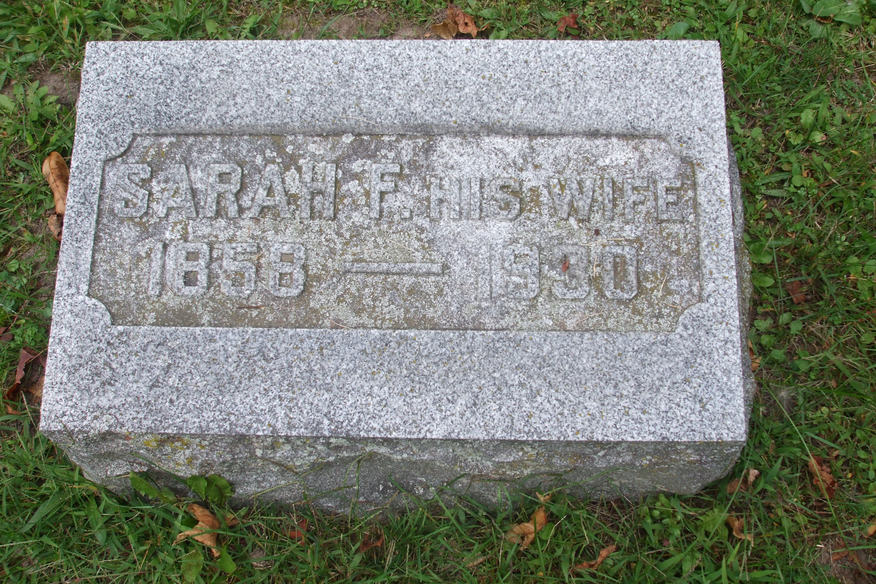 SARAH F. HIS WIFE
1858 — 1930